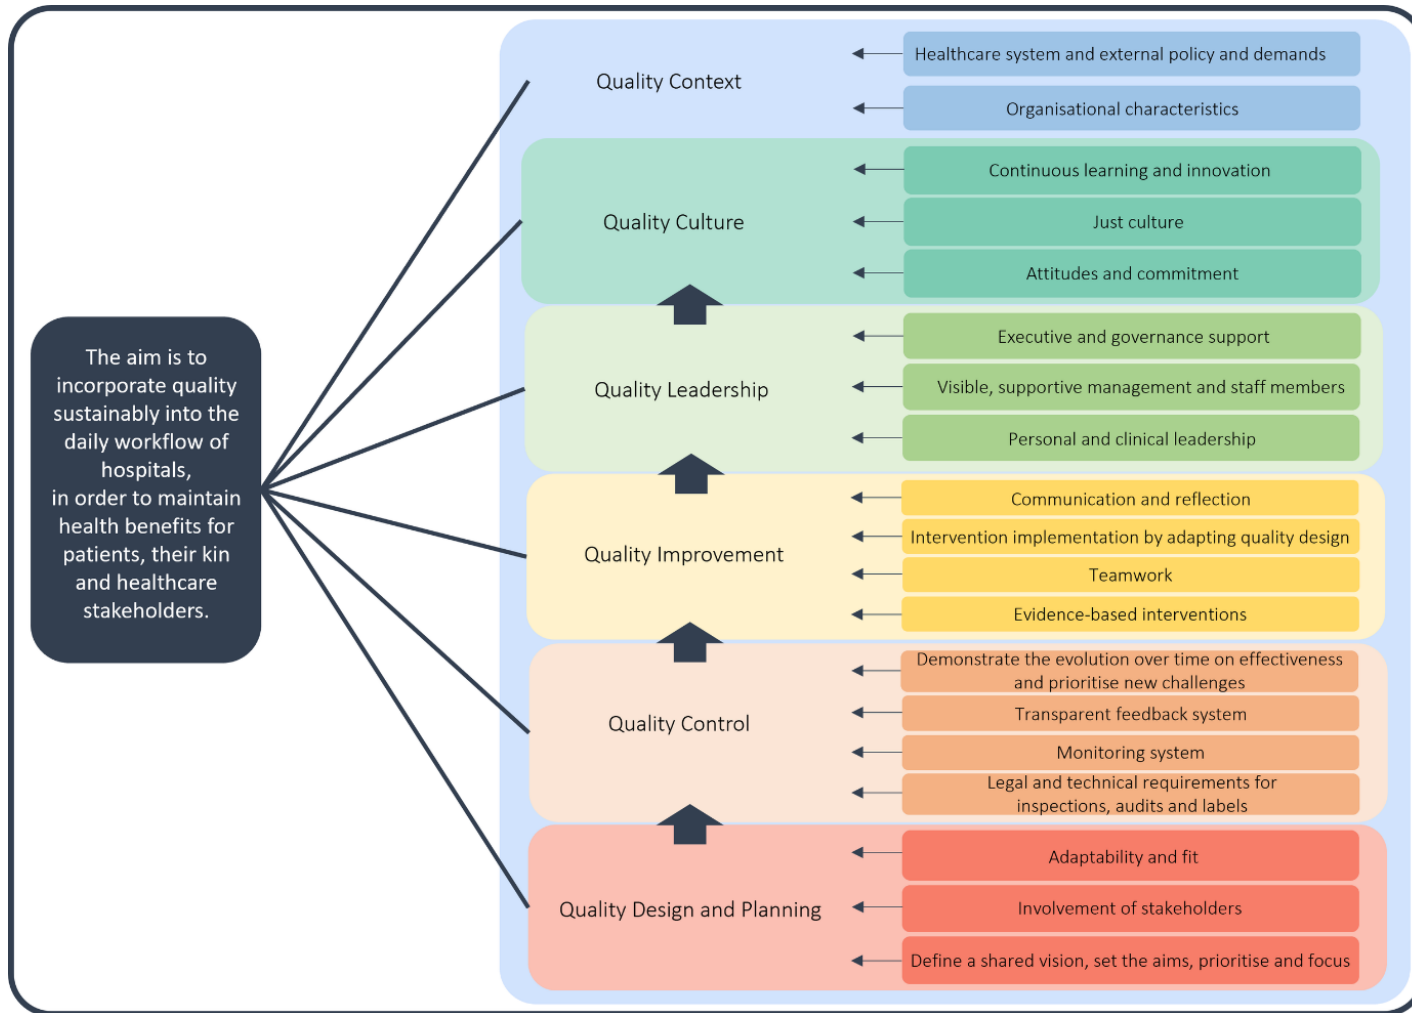 The aim is to
incorporate quality
sustainably into the
daily workflow of
hospitals,
in order to maintain
health benefits for
patients, their kin
and healthcare
stakeholders.
Quality Context
Healthcare system and external policy and demands
Organisational characteristics
Quality Culture
Continuous learning and innovation
Just culture
Attitudes and commitment
Quality Leadership
Executive and governance support
Visible, supportive management and staff members
Personal and clinical leadership
Quality Improvement
Communication and reflection
Intervention implementation by adapting quality design
Teamwork
Evidence-based interventions
Quality Control
Demonstrate the evolution over time on effectiveness
and prioritise new challenges
Transparent feedback system
Monitoring system
Legal and technical requirements for
inspections, audits and labels
Quality Design and Planning
Adaptability and fit
Involvement of stakeholders
Define a shared vision, set the aims, prioritise and focus